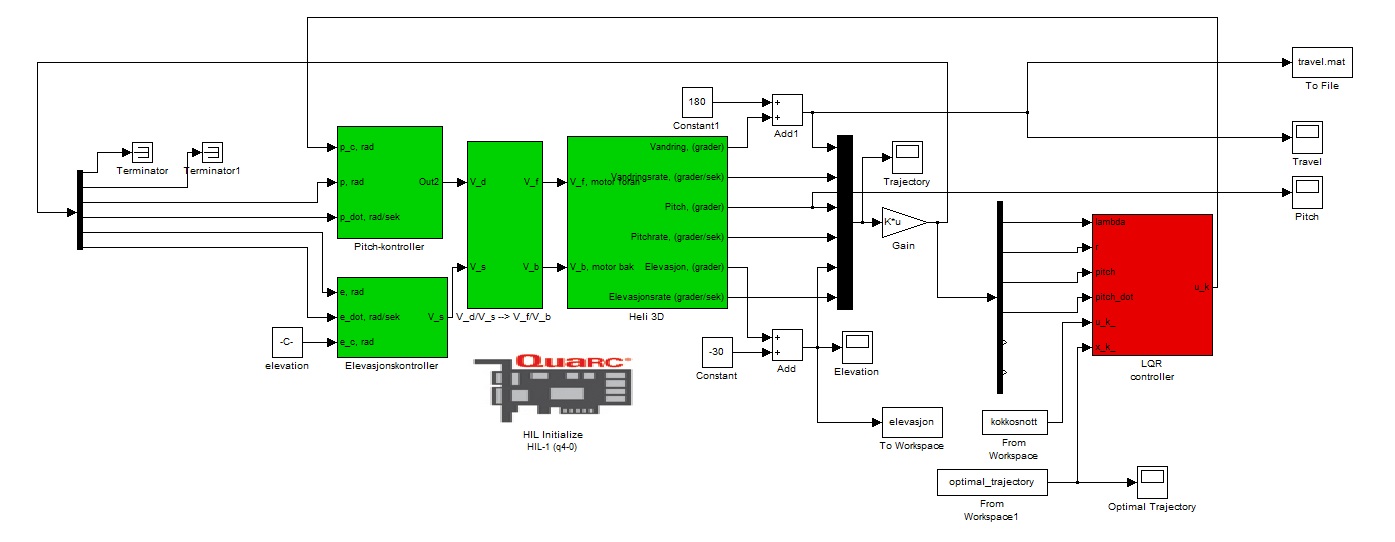 travel.mat
To File
180
Constant1
+
+
Add1
Terminator
Terminator1
p_c, rad
p, rad
p_dot, rad/sek
Out2
Pitch-kontroller
V_d
V_s
V_f
V_b
V_d/V_s --> V_f/V_b
V_f, motor foran
V_b, motor bak
Vandring, (grader)
Vandringsrate, (grader/sek)
Pitch, (grader)
Pitchrate, (grader/sek)
Elevasjon, (grader)
Elevasjonsrate (grader/sek)
Heli 3D
Trajectory
K*u
Gain
Travel
Pitch
lambda
r
pitch
pitch_dot
u_k_
x_k_
u_k
LQR
controller
e, rad
e_dot, rad/sek
e_c, rad
V_s
Elevasjonskontroller
-C-
elevation
-30
Constant
+
+
Add
Elevation
QUARC
HIL Initialize
HIL-1 (q4-0)
elevasjon
To Workspace
kokkosnott
From
Workspace
optimal_trajectory
From
Workspace1
Optimal Trajectory